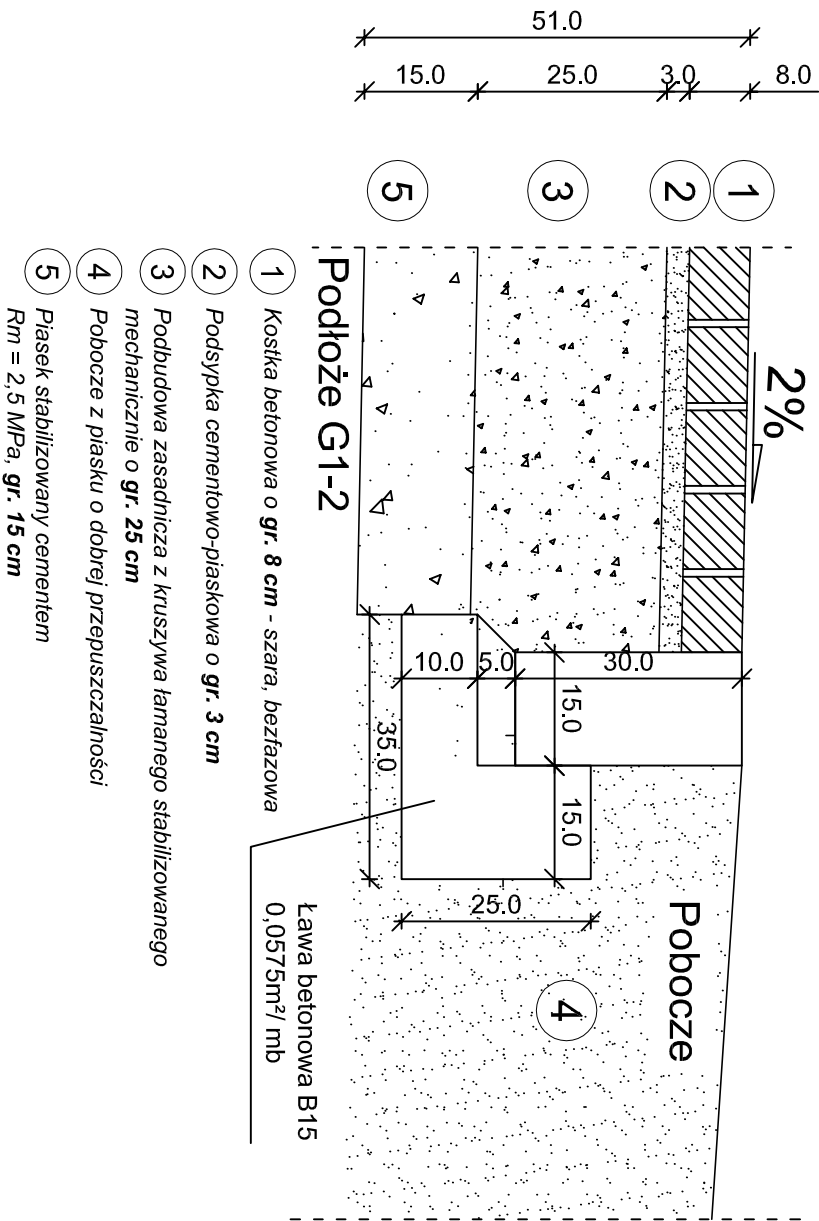 51.0
15.0
25.0
3.0
8.0
5
3
2
1
2%
Podłoże G1-2
10.0
5.0
30.0
15.0
15.0
35.0
25.0
Pobocze
4
Ława betonowa B15
0,0575m²/ mb
1 Kostka betonowa o gr. 8 cm - szara, bezfazowa
2 Podsypka cementowo-piaskowa o gr. 3 cm
3 Podbudowa zasadnicza z kruszywa łamanego stabilizowanego
mechanicznie o gr. 25 cm
4 Pobocze z piasku o dobrej przepuszczalności
5 Piasek stabilizowany cementem
Rm = 2,5 MPa, gr. 15 cm